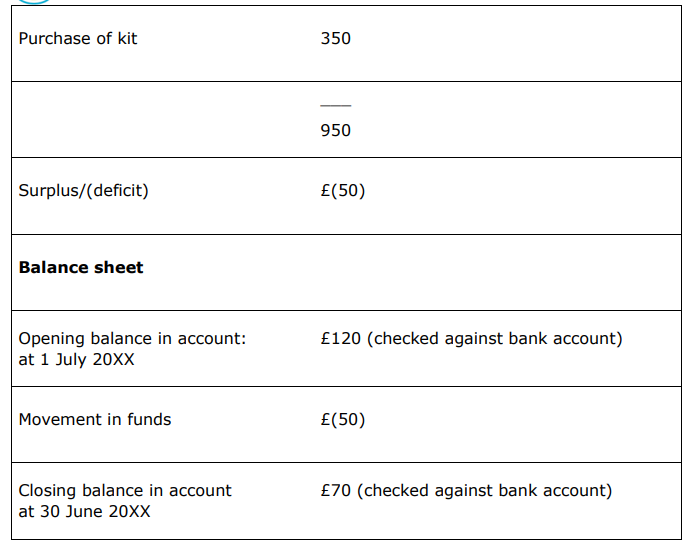 Purchase of kit 350
950
Surplus/(deficit) £(50)
Balance sheet
Opening balance in account: £120 (checked against bank account)
at 1 July 20XX
Movement in funds £(50)
Closing balance in account £70 (checked against bank account)
at 30 June 20XX